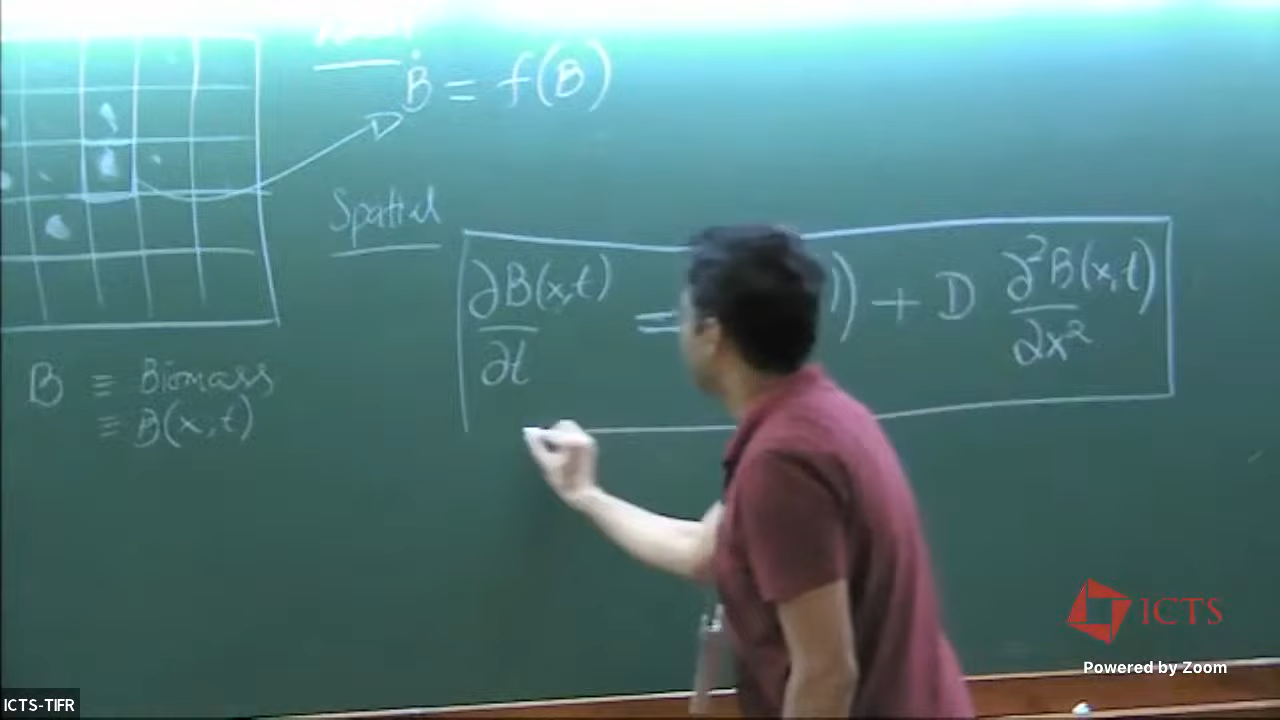 Ḃ = f(B)
Spatial
∂B(x,t)/∂t = )) + D ∂²B(x,t)/∂x²
B ≡ Biomass
≡ B(x,t)
ICTS
Powered by Zoom
ICTS-TIFR